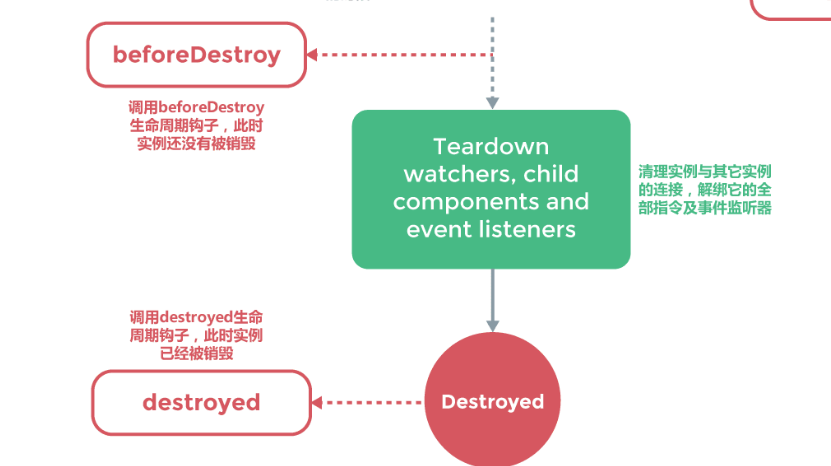 beforeDestroy
调用beforeDestroy
生命周期钩子，此时
实例还没有被销毁
Teardown
watchers, child
components and
event listeners
清理实例与其它实例
的连接，解绑它的全
部指令及事件监听器
调用destroyed生命
周期钩子，此时实例
已经被销毁
destroyed
Destroyed